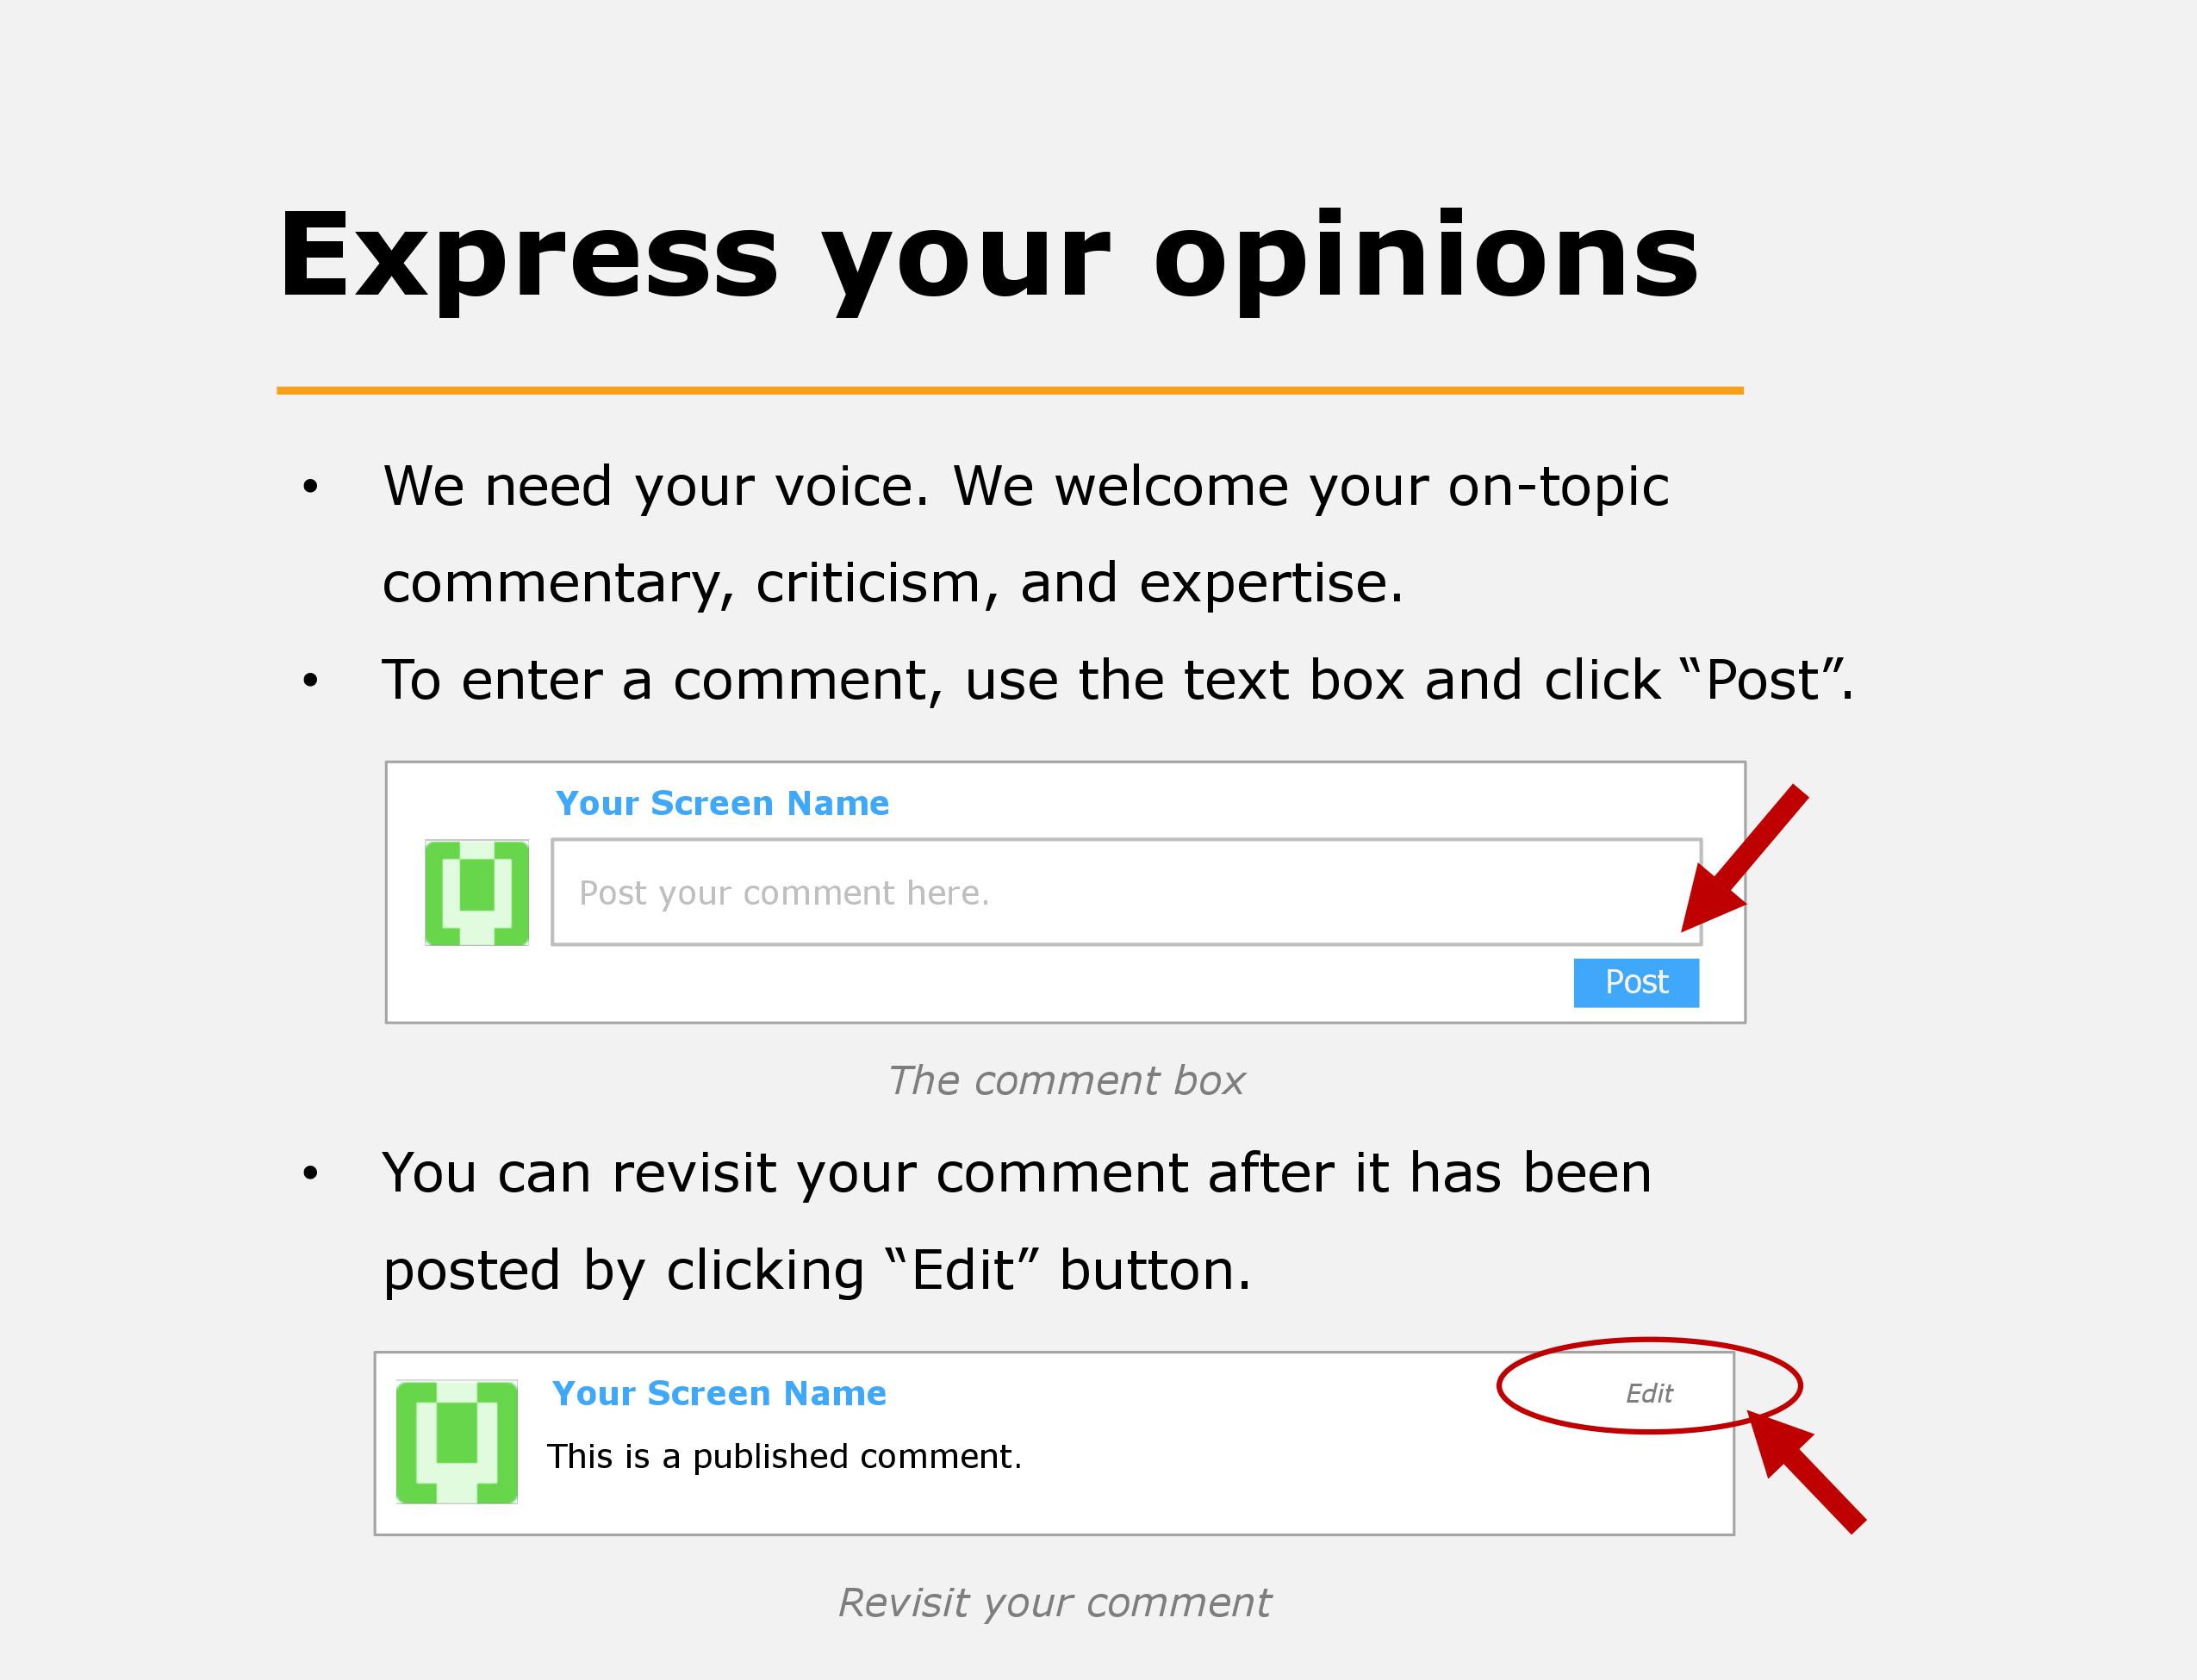 Express your opinions
• We need your voice. We welcome your on-topic
commentary, criticism, and expertise.
• To enter a comment, use the text box and click “Post”.
Your Screen Name
Post your comment here.
Post
The comment box
• You can revisit your comment after it has been
posted by clicking “Edit” button.
Your Screen Name
Edit
This is a published comment.
Revisit your comment